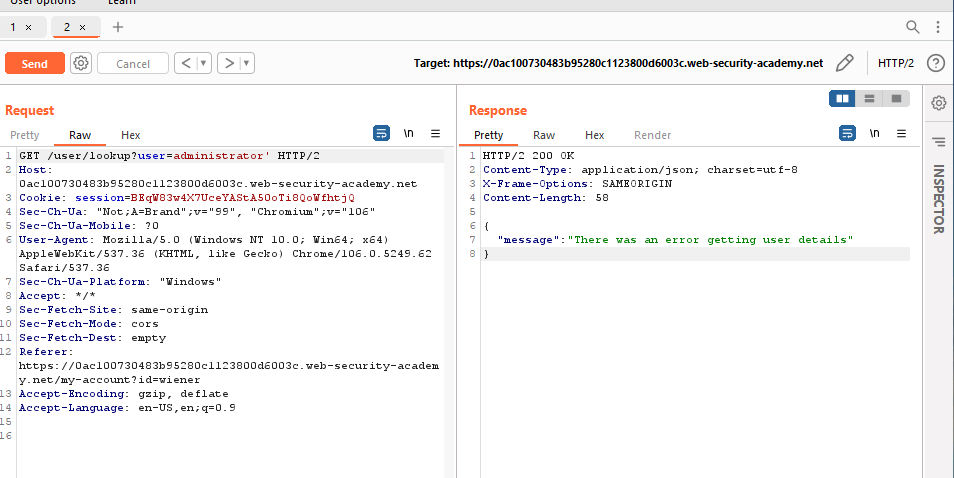 User options Learn
1 × 2 × +
Send Cancel < > Target: https://0ac100730483b95280c1123800d6003c.web-security-academy.net HTTP/2 ?
Request
Pretty Raw Hex \n
1 GET /user/lookup?user=administrator' HTTP/2
2 Host:
0ac100730483b95280c1123800d6003c.web-security-academy.net
3 Cookie: session=BEqW83w4X7UceYAStA50oTi8QoWfhtjQ
4 Sec-Ch-Ua: "Not;A=Brand";v="99", "Chromium";v="106"
5 Sec-Ch-Ua-Mobile: ?0
6 User-Agent: Mozilla/5.0 (Windows NT 10.0; Win64; x64)
AppleWebKit/537.36 (KHTML, like Gecko) Chrome/106.0.5249.62
Safari/537.36
7 Sec-Ch-Ua-Platform: "Windows"
8 Accept: */*
9 Sec-Fetch-Site: same-origin
10 Sec-Fetch-Mode: cors
11 Sec-Fetch-Dest: empty
12 Referer:
https://0ac100730483b95280c1123800d6003c.web-security-academ
y.net/my-account?id=wiener
13 Accept-Encoding: gzip, deflate
14 Accept-Language: en-US,en;q=0.9
15
16
Response
Pretty Raw Hex Render \n
1 HTTP/2 200 OK
2 Content-Type: application/json; charset=utf-8
3 X-Frame-Options: SAMEORIGIN
4 Content-Length: 58
5
6 {
7 "message":"There was an error getting user details"
8 }
INSPECTOR